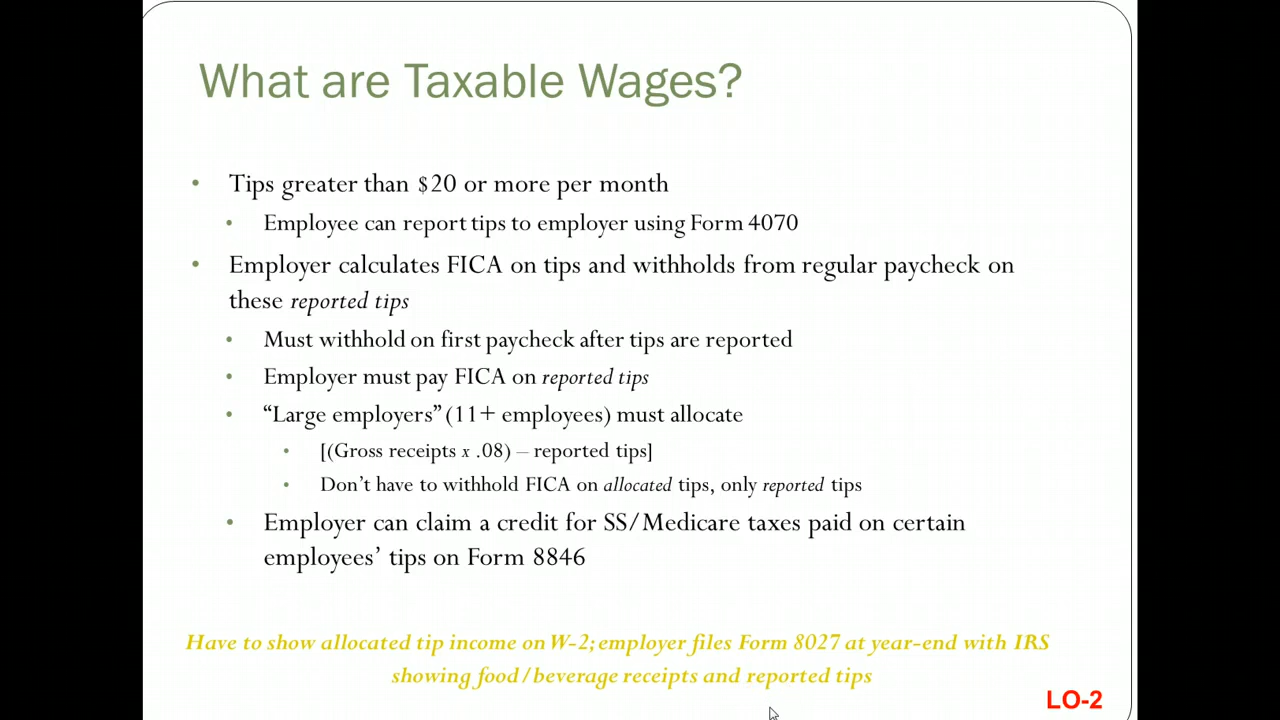 What are Taxable Wages?
• Tips greater than $20 or more per month
• Employee can report tips to employer using Form 4070
• Employer calculates FICA on tips and withholds from regular paycheck on
these reported tips
• Must withhold on first paycheck after tips are reported
• Employer must pay FICA on reported tips
• “Large employers” (11+ employees) must allocate
• [(Gross receipts x .08) – reported tips]
• Don’t have to withhold FICA on allocated tips, only reported tips
• Employer can claim a credit for SS/Medicare taxes paid on certain
employees’ tips on Form 8846
Have to show allocated tip income on W-2; employer files Form 8027 at year-end with IRS
showing food/beverage receipts and reported tips
LO-2